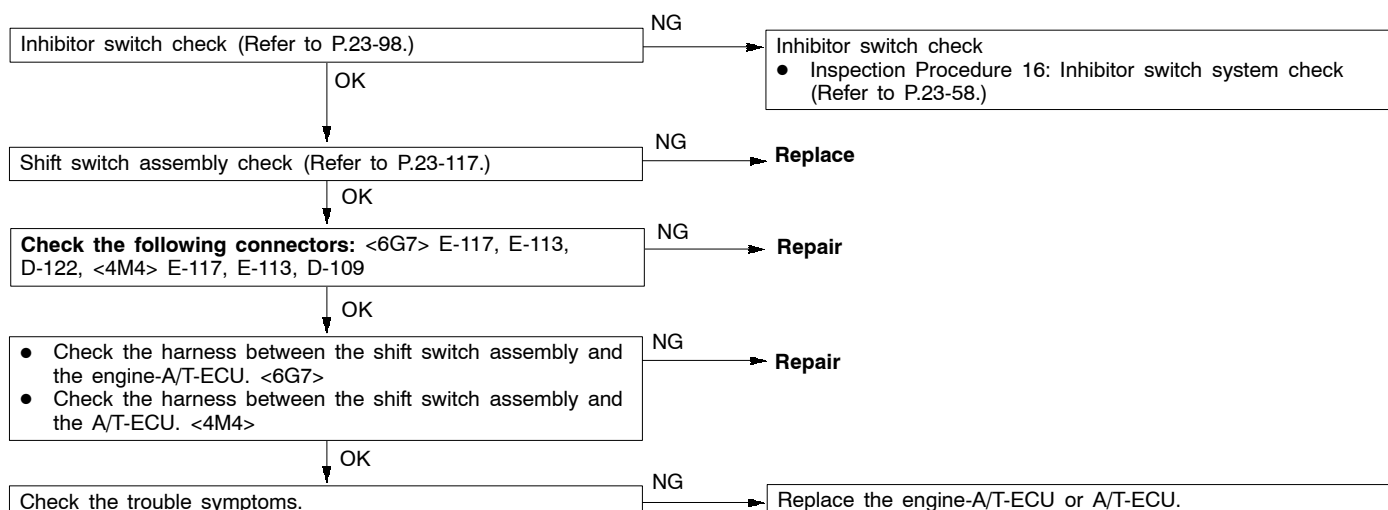 NG
Inhibitor switch check (Refer to P.23-98.)
Inhibitor switch check
● Inspection Procedure 16: Inhibitor switch system check
(Refer to P.23-58.)
OK
NG
Shift switch assembly check (Refer to P.23-117.)
Replace
OK
NG
Check the following connectors: <6G7> E-117, E-113,
D-122, <4M4> E-117, E-113, D-109
Repair
OK
NG
● Check the harness between the shift switch assembly and
the engine-A/T-ECU. <6G7>
Repair
● Check the harness between the shift switch assembly and
the A/T-ECU. <4M4>
OK
NG
Check the trouble symptoms.
Replace the engine-A/T-ECU or A/T-ECU.